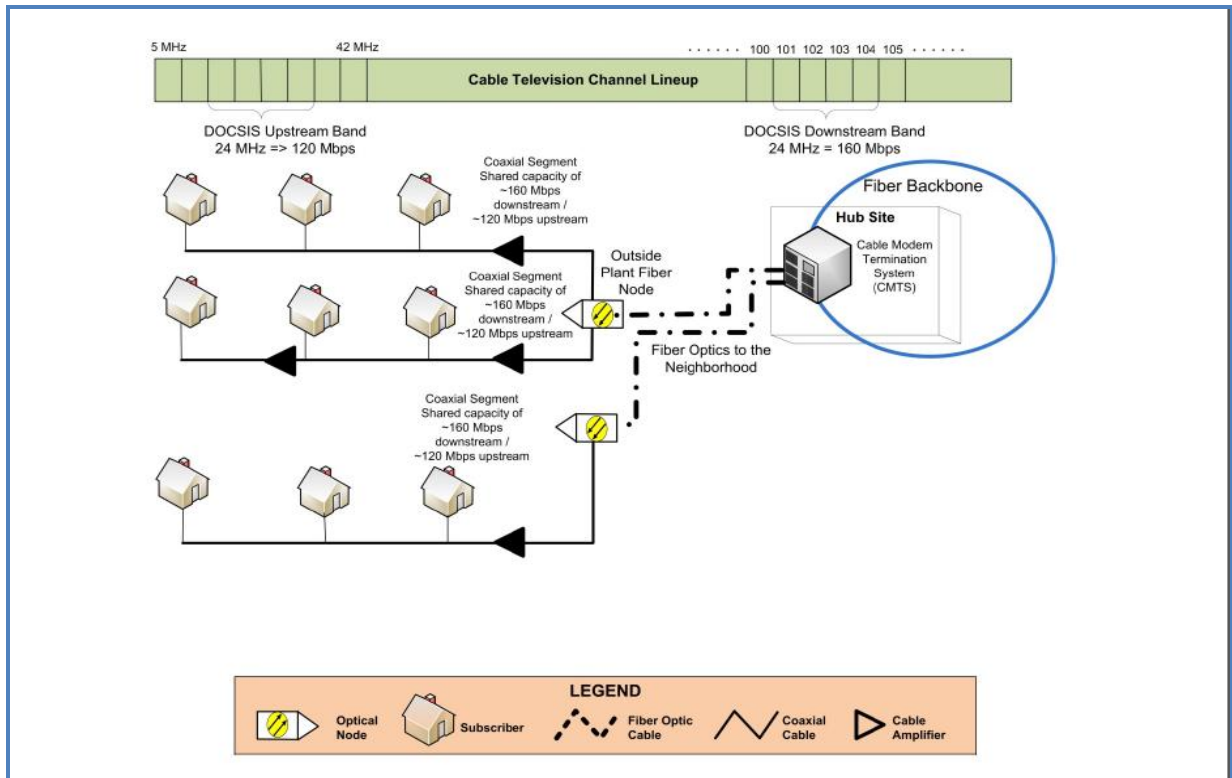 5 MHz
42 MHz
. . . . . . 100 101 102 103 104 105 . . . . . .
Cable Television Channel Lineup
DOCSIS Upstream Band
24 MHz => 120 Mbps
DOCSIS Downstream Band
24 MHz = 160 Mbps
Coaxial Segment
Shared capacity of
~160 Mbps
downstream /
~120 Mbps upstream
Fiber Backbone
Hub Site
Cable Modem
Termination
System
(CMTS)
Outside
Plant Fiber
Node
Coaxial Segment
Shared capacity of
~160 Mbps
downstream /
~120 Mbps upstream
Fiber Optics to the
Neighborhood
Coaxial Segment
Shared capacity of
~160 Mbps
downstream /
~120 Mbps upstream
LEGEND
Optical
Node
Subscriber
Fiber Optic
Cable
Coaxial
Cable
Cable
Amplifier